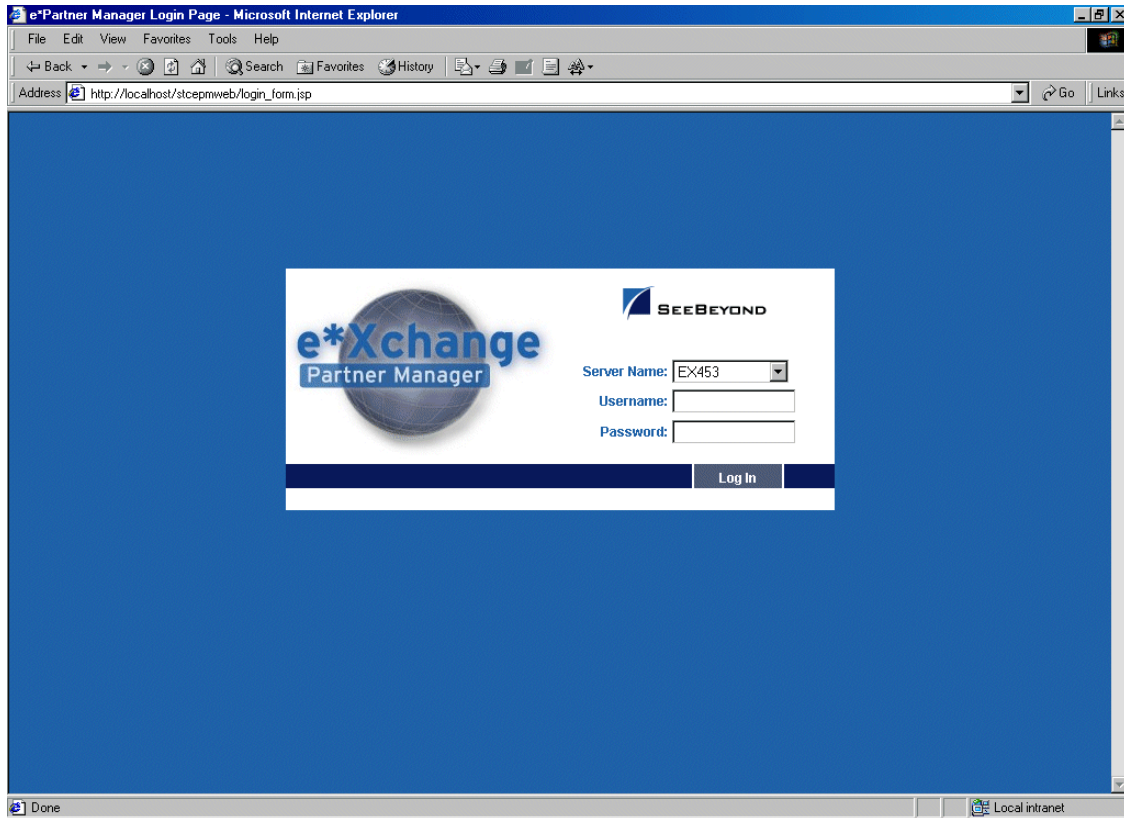 e*Partner Manager Login Page - Microsoft Internet Explorer
File Edit View Favorites Tools Help
Back Search Favorites History
Address http://localhost/stcepmweb/login_form.jsp Go Links
SEEBEYOND
e*Xchange
Partner Manager
Server Name: EX453
Username:
Password:
Log In
Done Local intranet